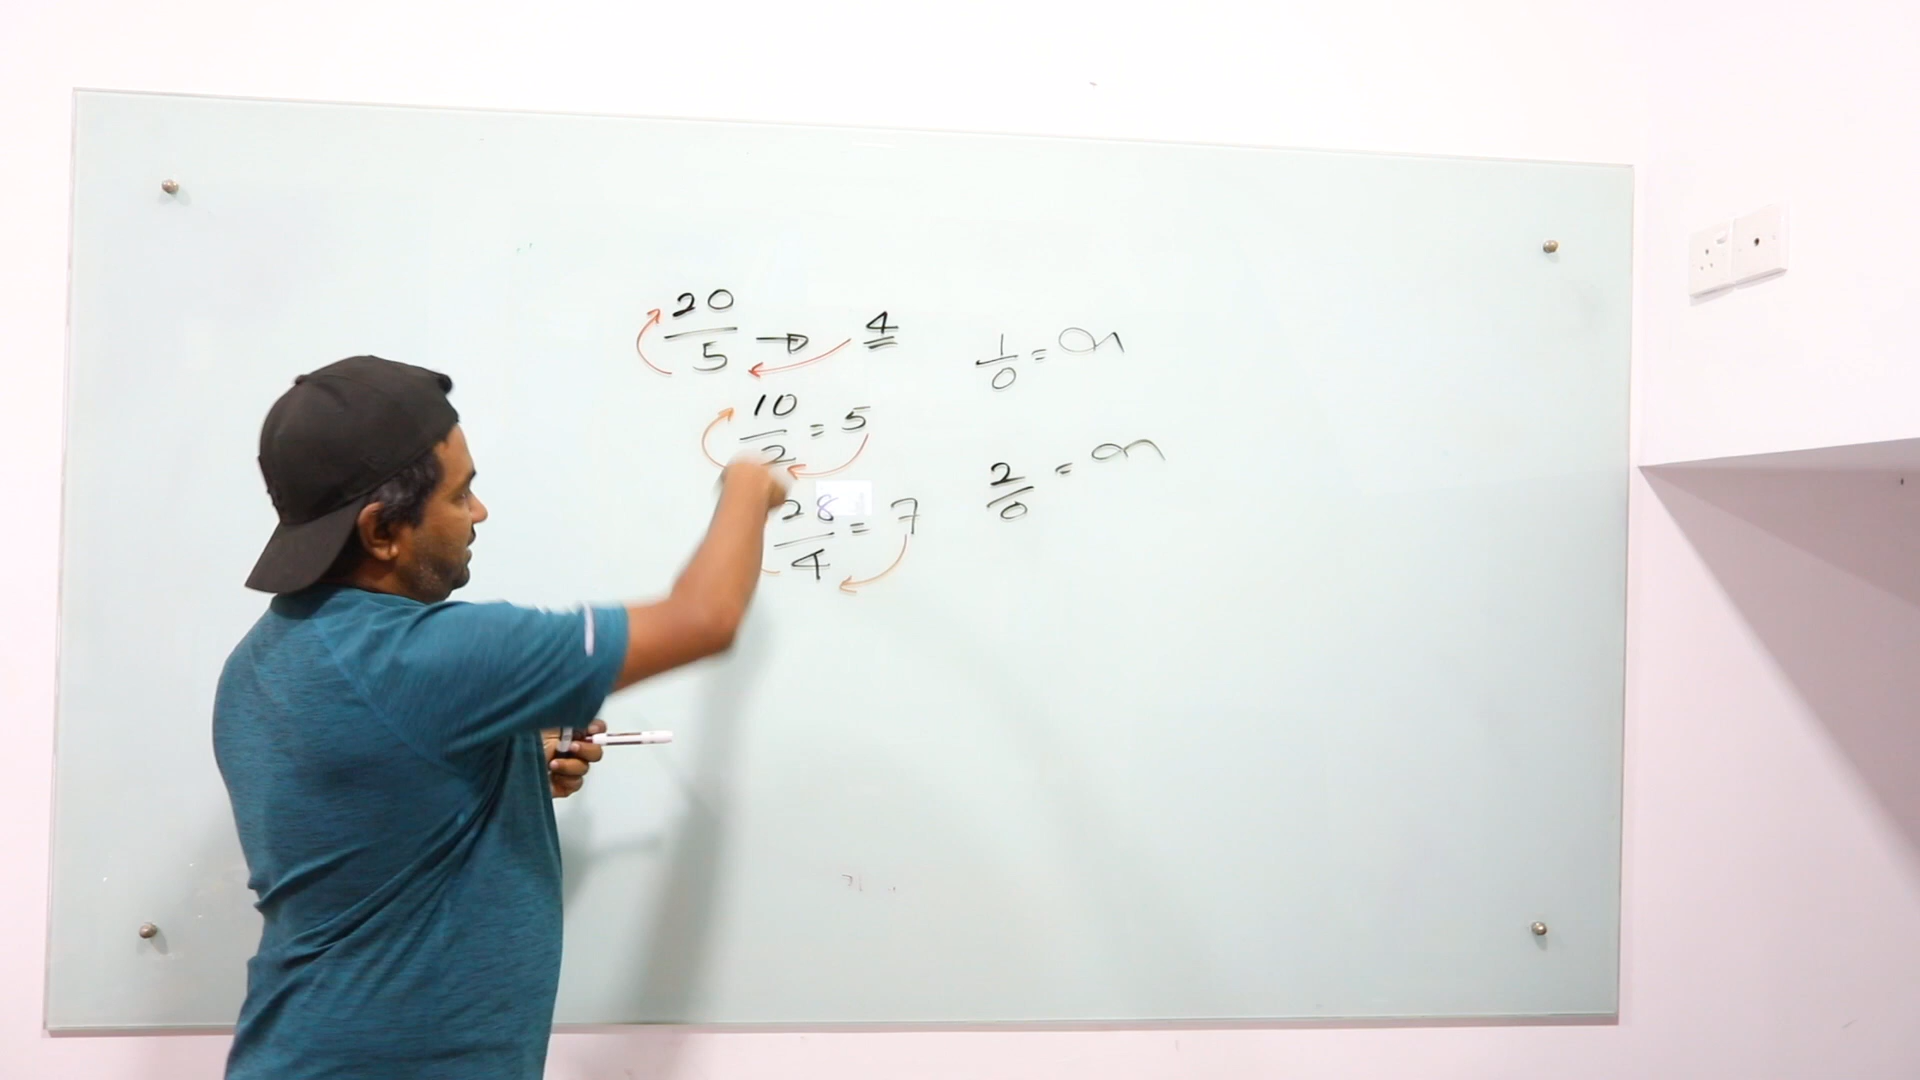 20/5 → 4
10/2 = 5
28/4 = 7
1/0 =
2/0 =